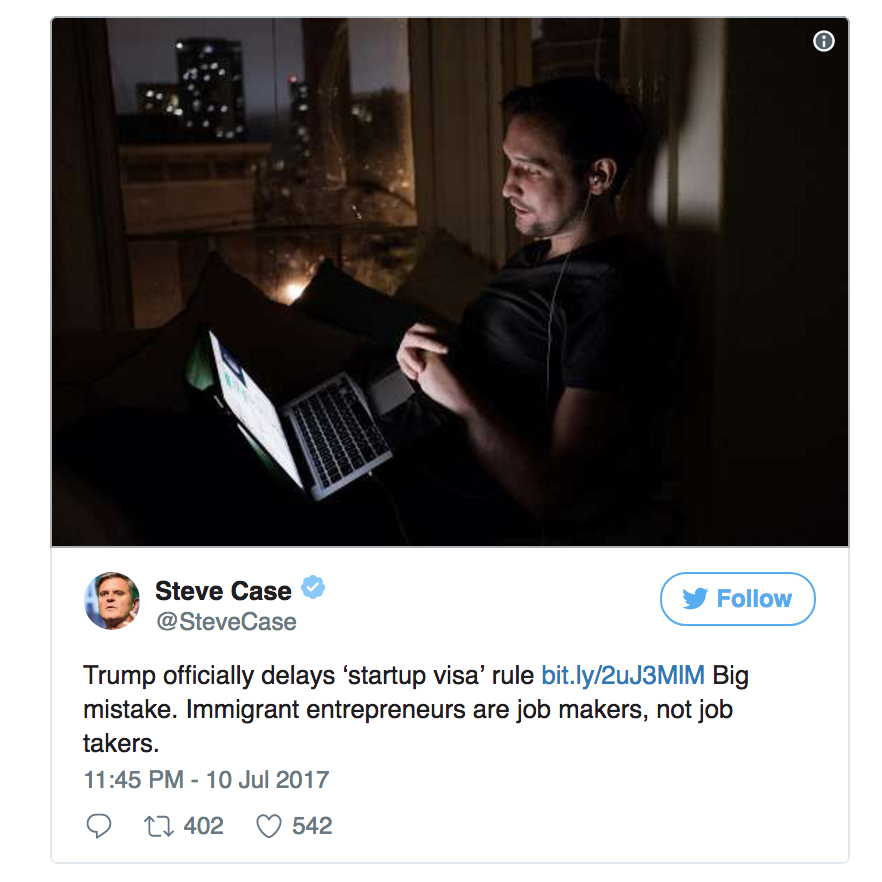 Steve Case
@SteveCase
Follow
Trump officially delays ‘startup visa’ rule bit.ly/2uJ3MlM Big
mistake. Immigrant entrepreneurs are job makers, not job
takers.
11:45 PM - 10 Jul 2017
402 542